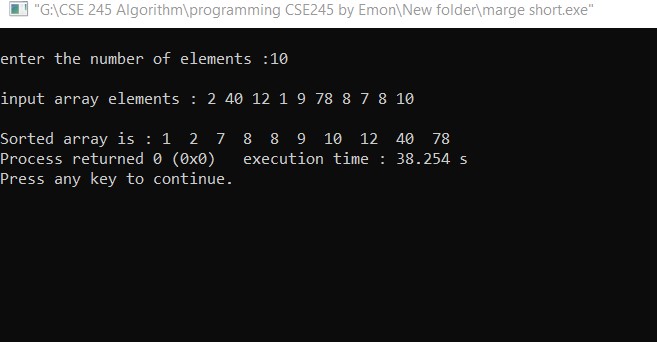 "G:\CSE 245 Algorithm\programming CSE245 by Emon\New folder\marge short.exe"
enter the number of elements :10
input array elements : 2 40 12 1 9 78 8 7 8 10
Sorted array is : 1  2  7  8  8  9  10  12  40  78
Process returned 0 (0x0)   execution time : 38.254 s
Press any key to continue.